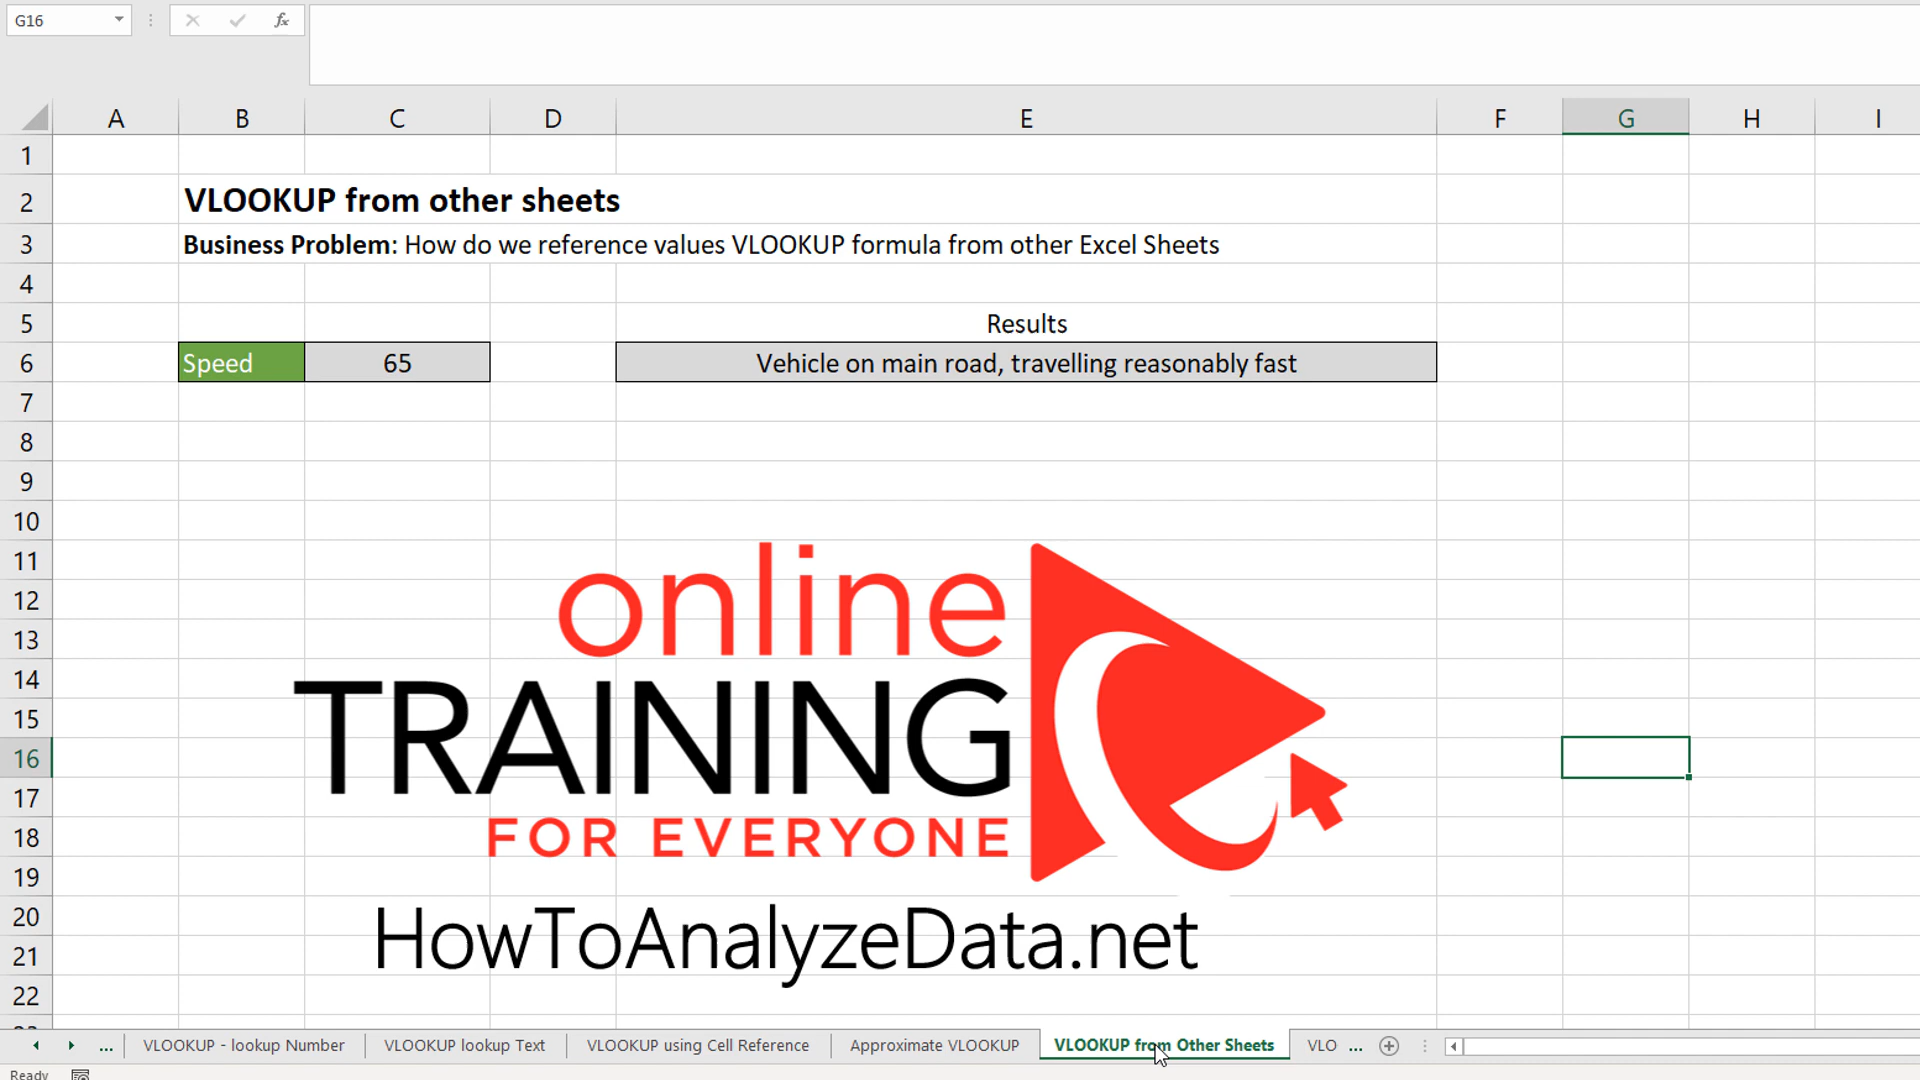 G16
fx
A B C D E F G H I
1
2 VLOOKUP from other sheets
3 Business Problem: How do we reference values VLOOKUP formula from other Excel Sheets
4
5 Results
6 Speed 65 Vehicle on main road, travelling reasonably fast
7
8
9
10
11
12
13
14
15
16
17
18
19
20
21
22
online
TRAINING
FOR EVERYONE
HowToAnalyzeData.net
... VLOOKUP - lookup Number VLOOKUP lookup Text VLOOKUP using Cell Reference Approximate VLOOKUP VLOOKUP from Other Sheets VLO ...
Ready